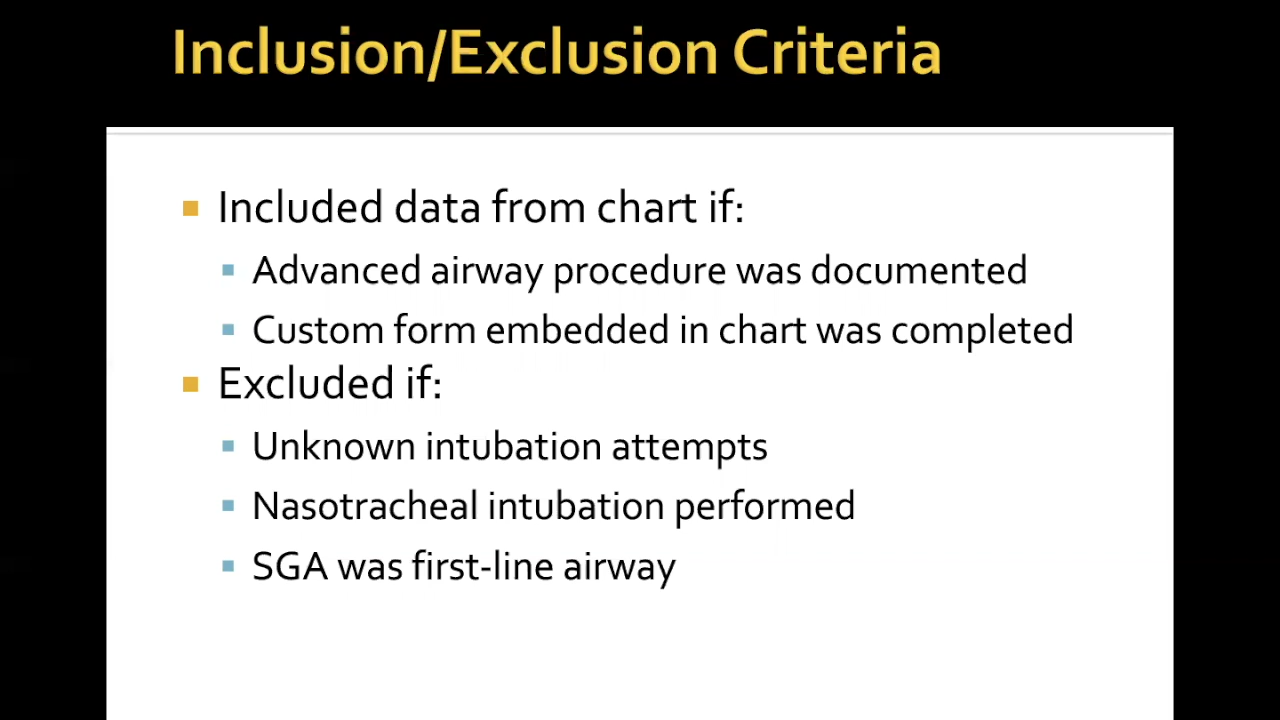 Inclusion/Exclusion Criteria
Included data from chart if:
Advanced airway procedure was documented
Custom form embedded in chart was completed
Excluded if:
Unknown intubation attempts
Nasotracheal intubation performed
SGA was first-line airway